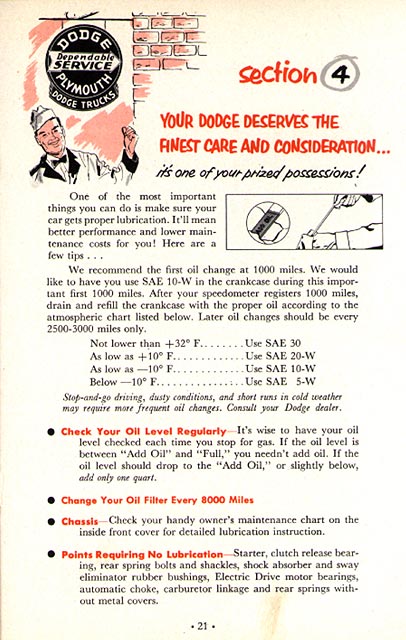 DODGE
Dependable
SERVICE
PLYMOUTH
DODGE TRUCKS
section 4
YOUR DODGE DESERVES THE
FINEST CARE AND CONSIDERATION...
it's one of your prized possessions!
One of the most important
things you can do is make sure your
car gets proper lubrication. It'll mean
better performance and lower main-
tenance costs for you! Here are a
few tips . . .
We recommend the first oil change at 1000 miles. We would
like to have you use SAE 10-W in the crankcase during this impor-
tant first 1000 miles. After your speedometer registers 1000 miles,
drain and refill the crankcase with the proper oil according to the
atmospheric chart listed below. Later oil changes should be every
2500-3000 miles only.
Not lower than +32° F........Use SAE 30
As low as +10° F.............Use SAE 20-W
As low as —10° F.............Use SAE 10-W
Below —10° F................Use SAE 5-W
Stop-and-go driving, dusty conditions, and short runs in cold weather
may require more frequent oil changes. Consult your Dodge dealer.
● Check Your Oil Level Regularly—It's wise to have your oil
level checked each time you stop for gas. If the oil level is
between "Add Oil" and "Full," you needn't add oil. If the
oil level should drop to the "Add Oil," or slightly below,
add only one quart.
● Change Your Oil Filter Every 8000 Miles
● Chassis—Check your handy owner's maintenance chart on the
inside front cover for detailed lubrication instruction.
● Points Requiring No Lubrication—Starter, clutch release bear-
ing, rear spring bolts and shackles, shock absorber and sway
eliminator rubber bushings, Electric Drive motor bearings,
automatic choke, carburetor linkage and rear springs with-
out metal covers.
• 21 •